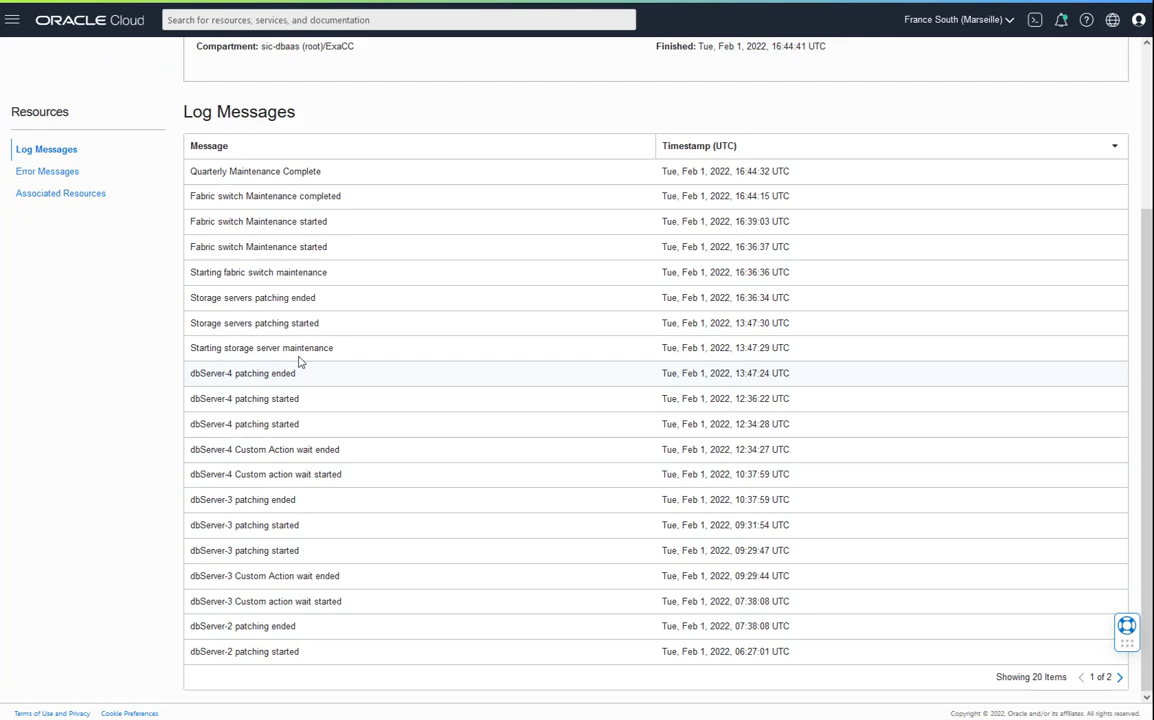 ORACLE Cloud
Search for resources, services, and documentation
France South (Marseille)
Compartment: sic-dbaas (root)/ExaCC
Finished: Tue, Feb 1, 2022, 16:44:41 UTC
Resources
Log Messages
Error Messages
Associated Resources
Log Messages
Message Timestamp (UTC)
Quarterly Maintenance Complete Tue, Feb 1, 2022, 16:44:32 UTC
Fabric switch Maintenance completed Tue, Feb 1, 2022, 16:44:15 UTC
Fabric switch Maintenance started Tue, Feb 1, 2022, 16:39:03 UTC
Fabric switch Maintenance started Tue, Feb 1, 2022, 16:36:37 UTC
Starting fabric switch maintenance Tue, Feb 1, 2022, 16:36:36 UTC
Storage servers patching ended Tue, Feb 1, 2022, 16:36:34 UTC
Storage servers patching started Tue, Feb 1, 2022, 13:47:30 UTC
Starting storage server maintenance Tue, Feb 1, 2022, 13:47:29 UTC
dbServer-4 patching ended Tue, Feb 1, 2022, 13:47:24 UTC
dbServer-4 patching started Tue, Feb 1, 2022, 12:36:22 UTC
dbServer-4 patching started Tue, Feb 1, 2022, 12:34:28 UTC
dbServer-4 Custom Action wait ended Tue, Feb 1, 2022, 12:34:27 UTC
dbServer-4 Custom action wait started Tue, Feb 1, 2022, 10:37:59 UTC
dbServer-3 patching ended Tue, Feb 1, 2022, 10:37:59 UTC
dbServer-3 patching started Tue, Feb 1, 2022, 09:31:54 UTC
dbServer-3 patching started Tue, Feb 1, 2022, 09:29:47 UTC
dbServer-3 Custom Action wait ended Tue, Feb 1, 2022, 09:29:44 UTC
dbServer-3 Custom action wait started Tue, Feb 1, 2022, 07:38:08 UTC
dbServer-2 patching ended Tue, Feb 1, 2022, 07:38:08 UTC
dbServer-2 patching started Tue, Feb 1, 2022, 06:27:01 UTC
Showing 20 Items 1 of 2
Terms of Use and Privacy Cookie Preferences
Copyright © 2022, Oracle and/or its affiliates. All rights reserved.